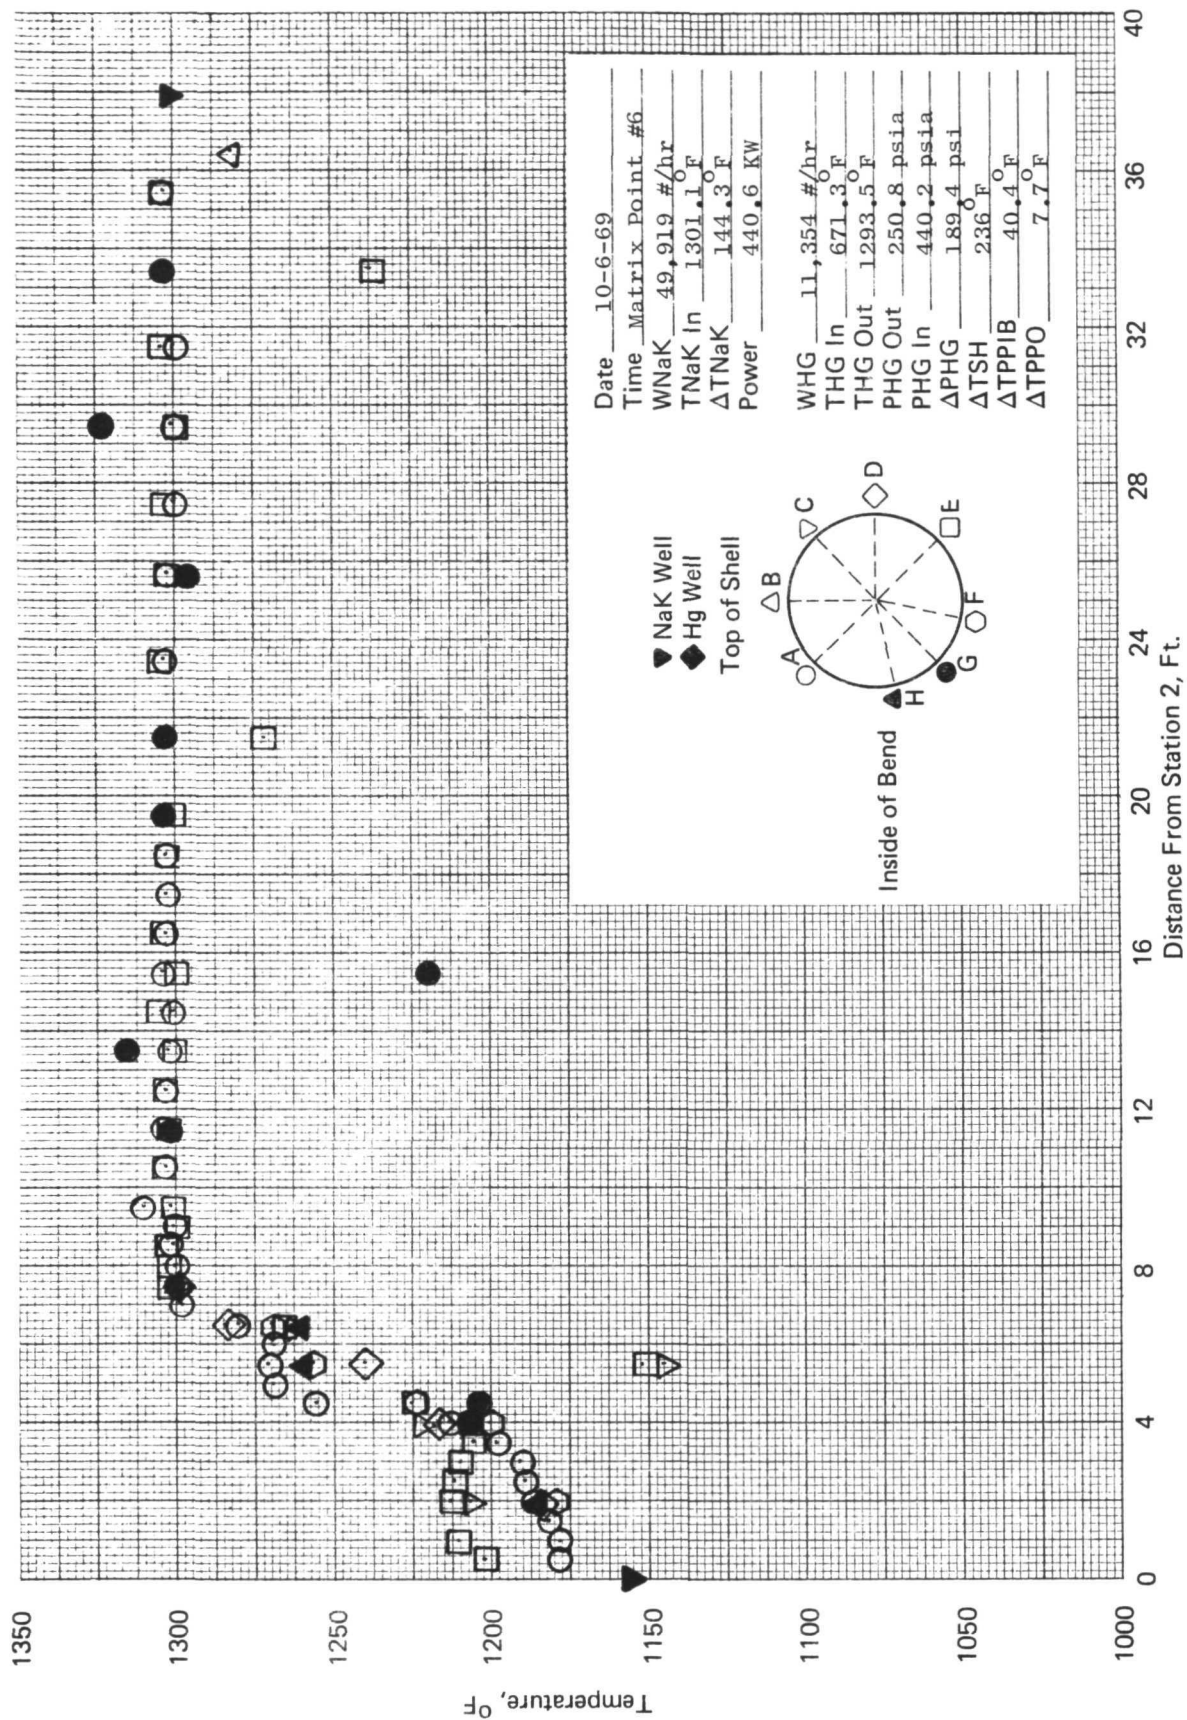 Temperature, °F
1350
1300
1250
1200
1150
1100
1050
1000
0
4
8
12
16
20
24
28
32
36
40
Distance From Station 2, Ft.
NaK Well
Hg Well
Top of Shell
Inside of Bend
A
B
C
D
E
F
G
H
Date 10-6-69
Time Matrix Point #6
WNaK 49,919 #/hr
TNaK In 1301.1°F
ΔTNaK 144.3°F
Power 440.6 KW
WHG 11,354 #/hr
THG In 671.3°F
THG Out 1293.5°F
PHG Out 250.8 psia
PHG In 440.2 psia
ΔPHG 189.4 psi
ΔTSH 236°F
ΔTPPIB 40.4°F
ΔTPPO 7.7°F